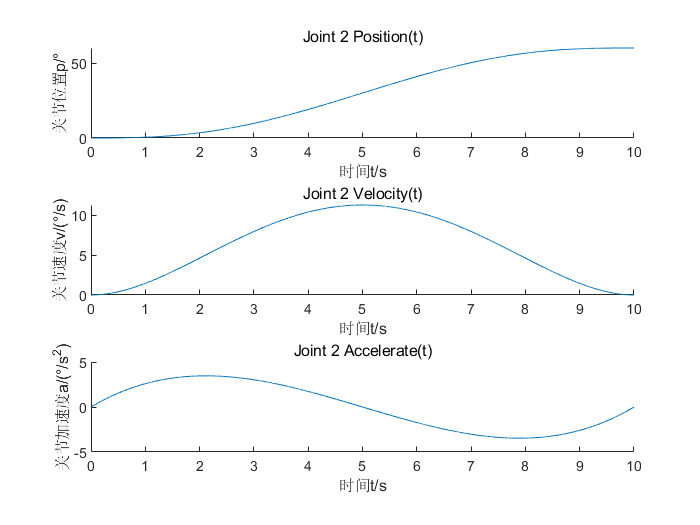 Joint 2 Position(t)
关节位置p/°
50
0
0 1 2 3 4 5 6 7 8 9 10
时间t/s
Joint 2 Velocity(t)
关节速度v/(°/s)
10
5
0
0 1 2 3 4 5 6 7 8 9 10
时间t/s
Joint 2 Accelerate(t)
关节加速度a/(°/s²)
5
0
-5
0 1 2 3 4 5 6 7 8 9 10
时间t/s